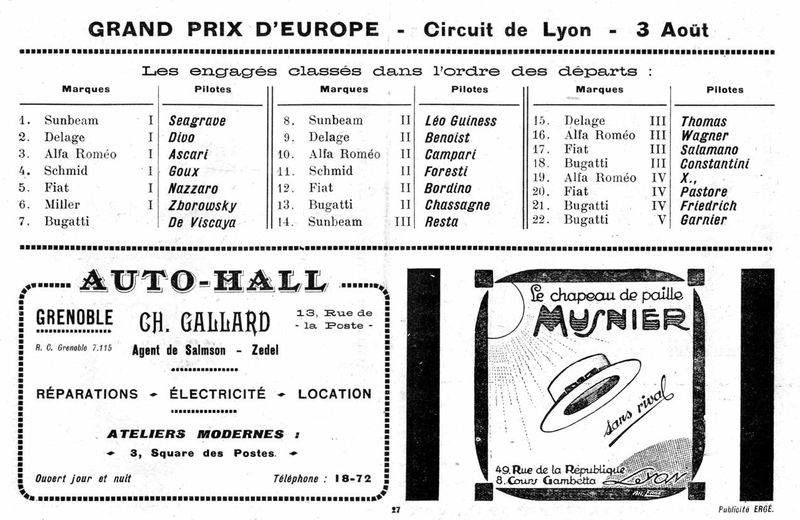 GRAND PRIX D'EUROPE - Circuit de Lyon - 3 Août
Les engagés classés dans l'ordre des départs :
Marques Pilotes Marques Pilotes Marques Pilotes
1. Sunbeam I Seagrave
2. Delage I Divo
3. Alfa Roméo I Ascari
4. Schmid I Goux
5. Fiat I Nazzaro
6. Miller I Zborowsky
7. Bugatti I De Viscaya
8. Sunbeam II Léo Guiness
9. Delage II Benoist
10. Alfa Roméo II Campari
11. Schmid II Foresti
12. Fiat II Bordino
13. Bugatti II Chassagne
14. Sunbeam III Resta
15. Delage III Thomas
16. Alfa Roméo III Wagner
17. Fiat III Salamano
18. Bugatti III Constantini
19. Alfa Roméo IV X.,
20. Fiat IV Pastore
21. Bugatti IV Friedrich
22. Bugatti V Garnier
AUTO-HALL
GRENOBLE
R. C. Grenoble 7.115
CH. GALLARD
Agent de Salmson - Zedel
13, Rue de
- la Poste -
RÉPARATIONS - ÉLECTRICITÉ - LOCATION
ATELIERS MODERNES :
3, Square des Postes.
Ouvert jour et nuit
Téléphone : 18-72
Le chapeau de paille
MUSNIER
sans rival
49, Rue de la République
8, Cours Gambetta
LYON
27
Publicité ERGÉ.